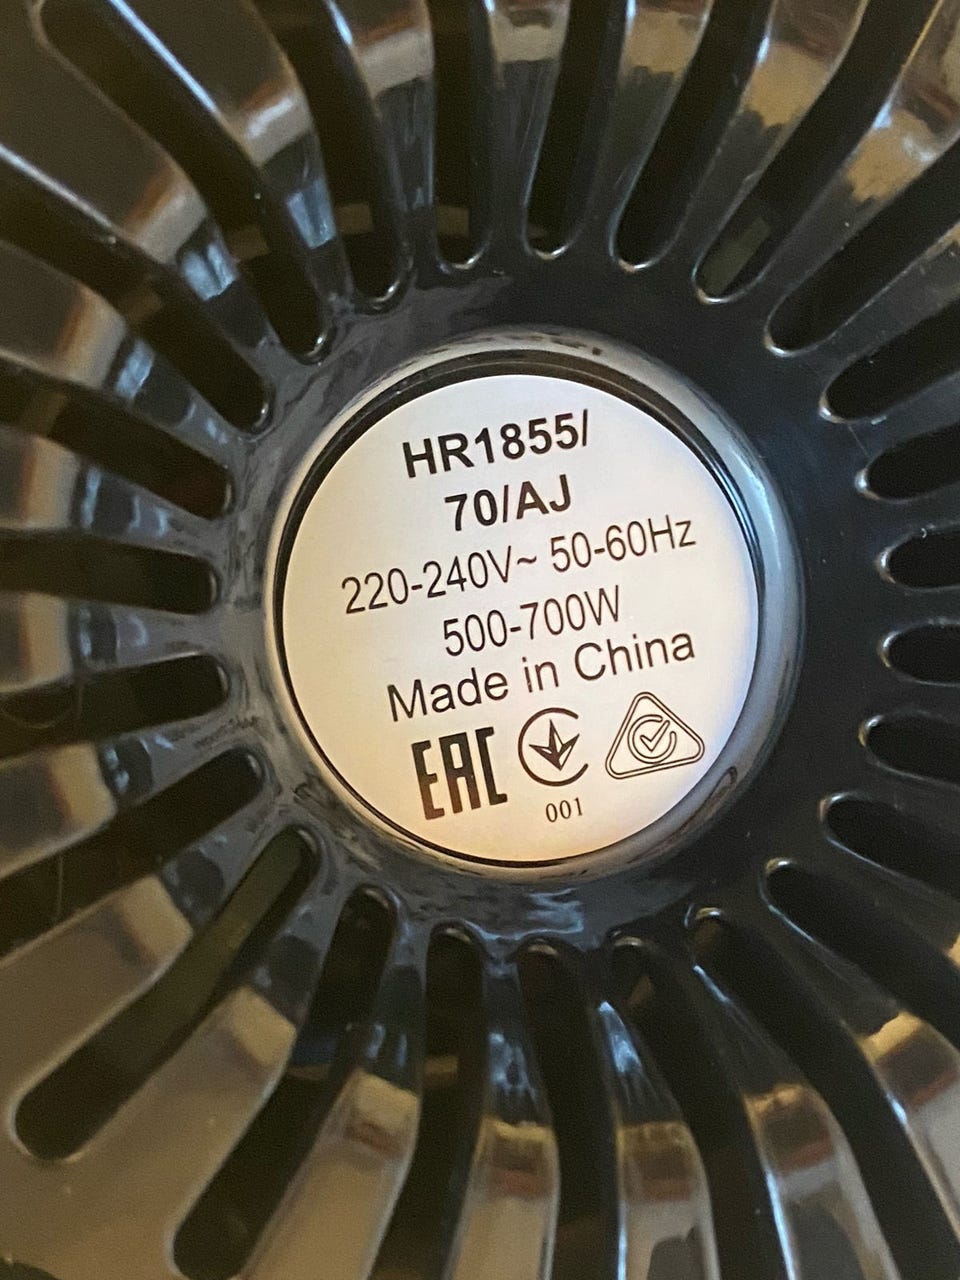 HR1855/
70/AJ
220-240V~ 50-60Hz
500-700W
Made in China
EAC
001